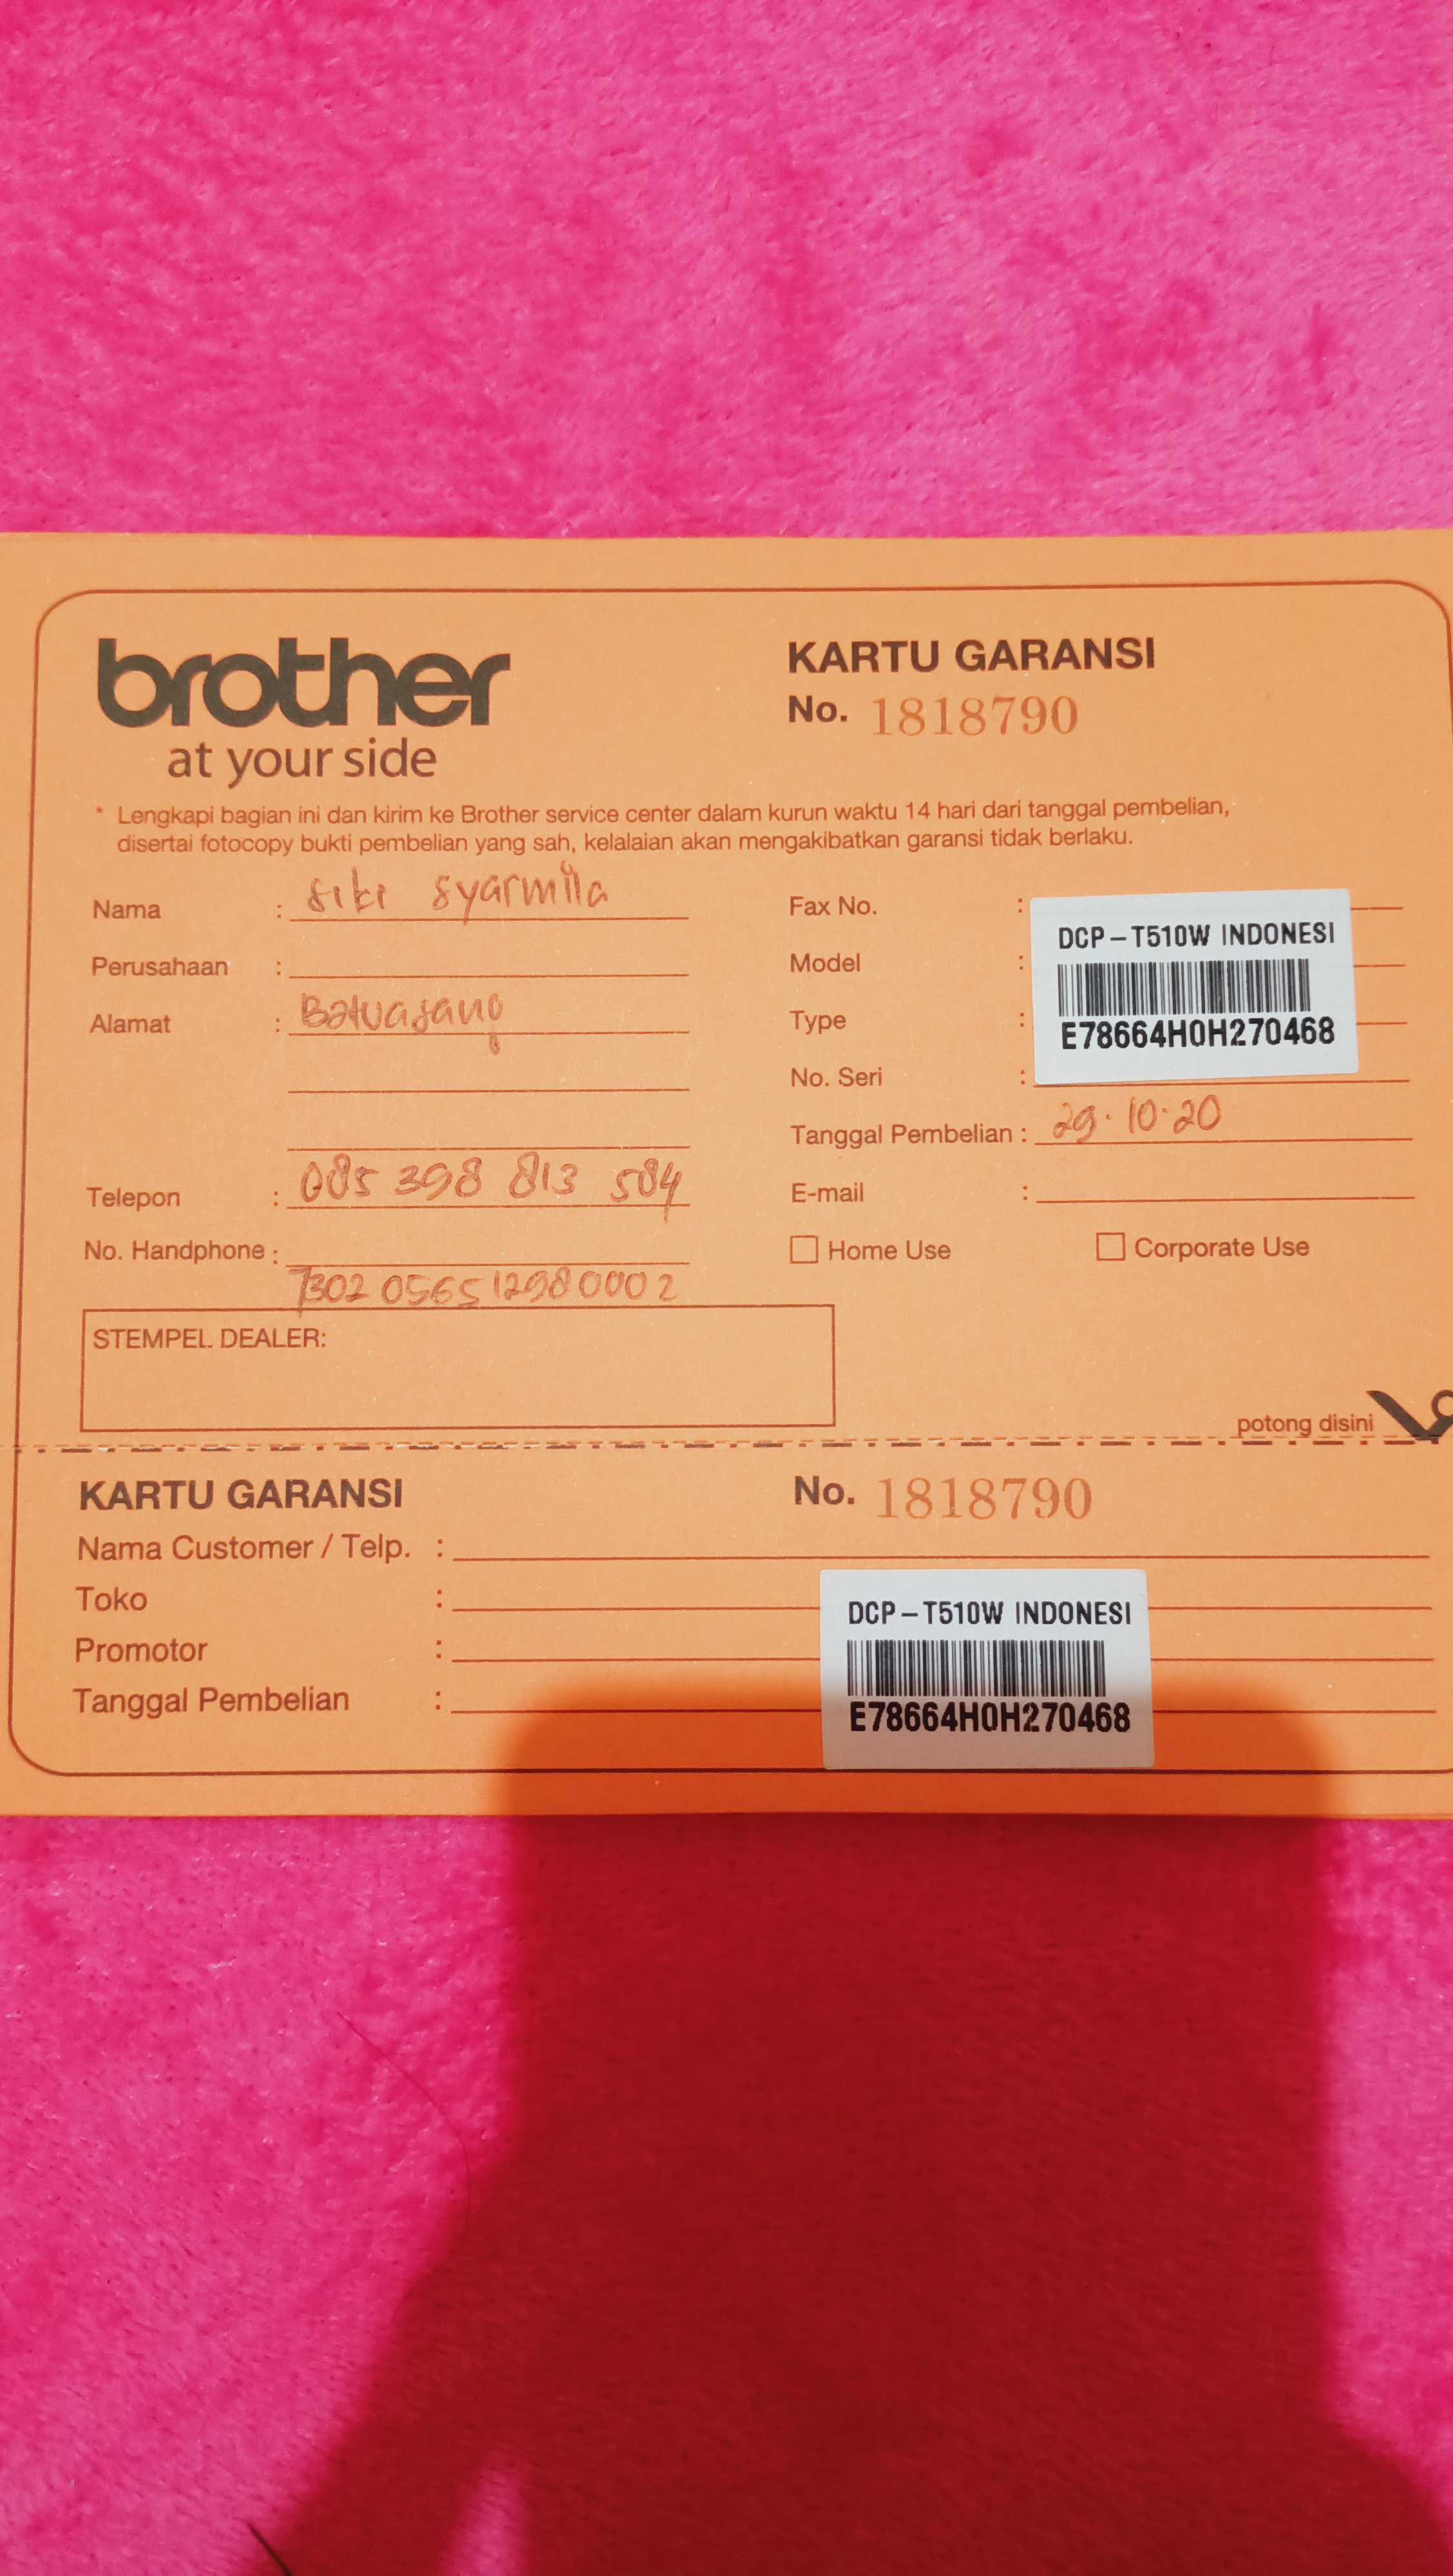 brother
at your side
KARTU GARANSI
No. 1818790
* Lengkapi bagian ini dan kirim ke Brother service center dalam kurun waktu 14 hari dari tanggal pembelian,
disertai fotocopy bukti pembelian yang sah, kelalaian akan mengakibatkan garansi tidak berlaku.
Nama : Siti Syarmila
Perusahaan :
Alamat : Batuasang
Telepon : 085 398 813 584
No. Handphone :
7302 056512980002
Fax No. :
Model :
Type :
No. Seri :
DCP-T510W INDONESI
E78664H0H270468
Tanggal Pembelian : 29·10·20
E-mail :
Home Use
Corporate Use
STEMPEL DEALER:
potong disini
KARTU GARANSI
No. 1818790
Nama Customer / Telp. :
Toko :
Promotor :
Tanggal Pembelian :
DCP-T510W INDONESI
E78664H0H270468